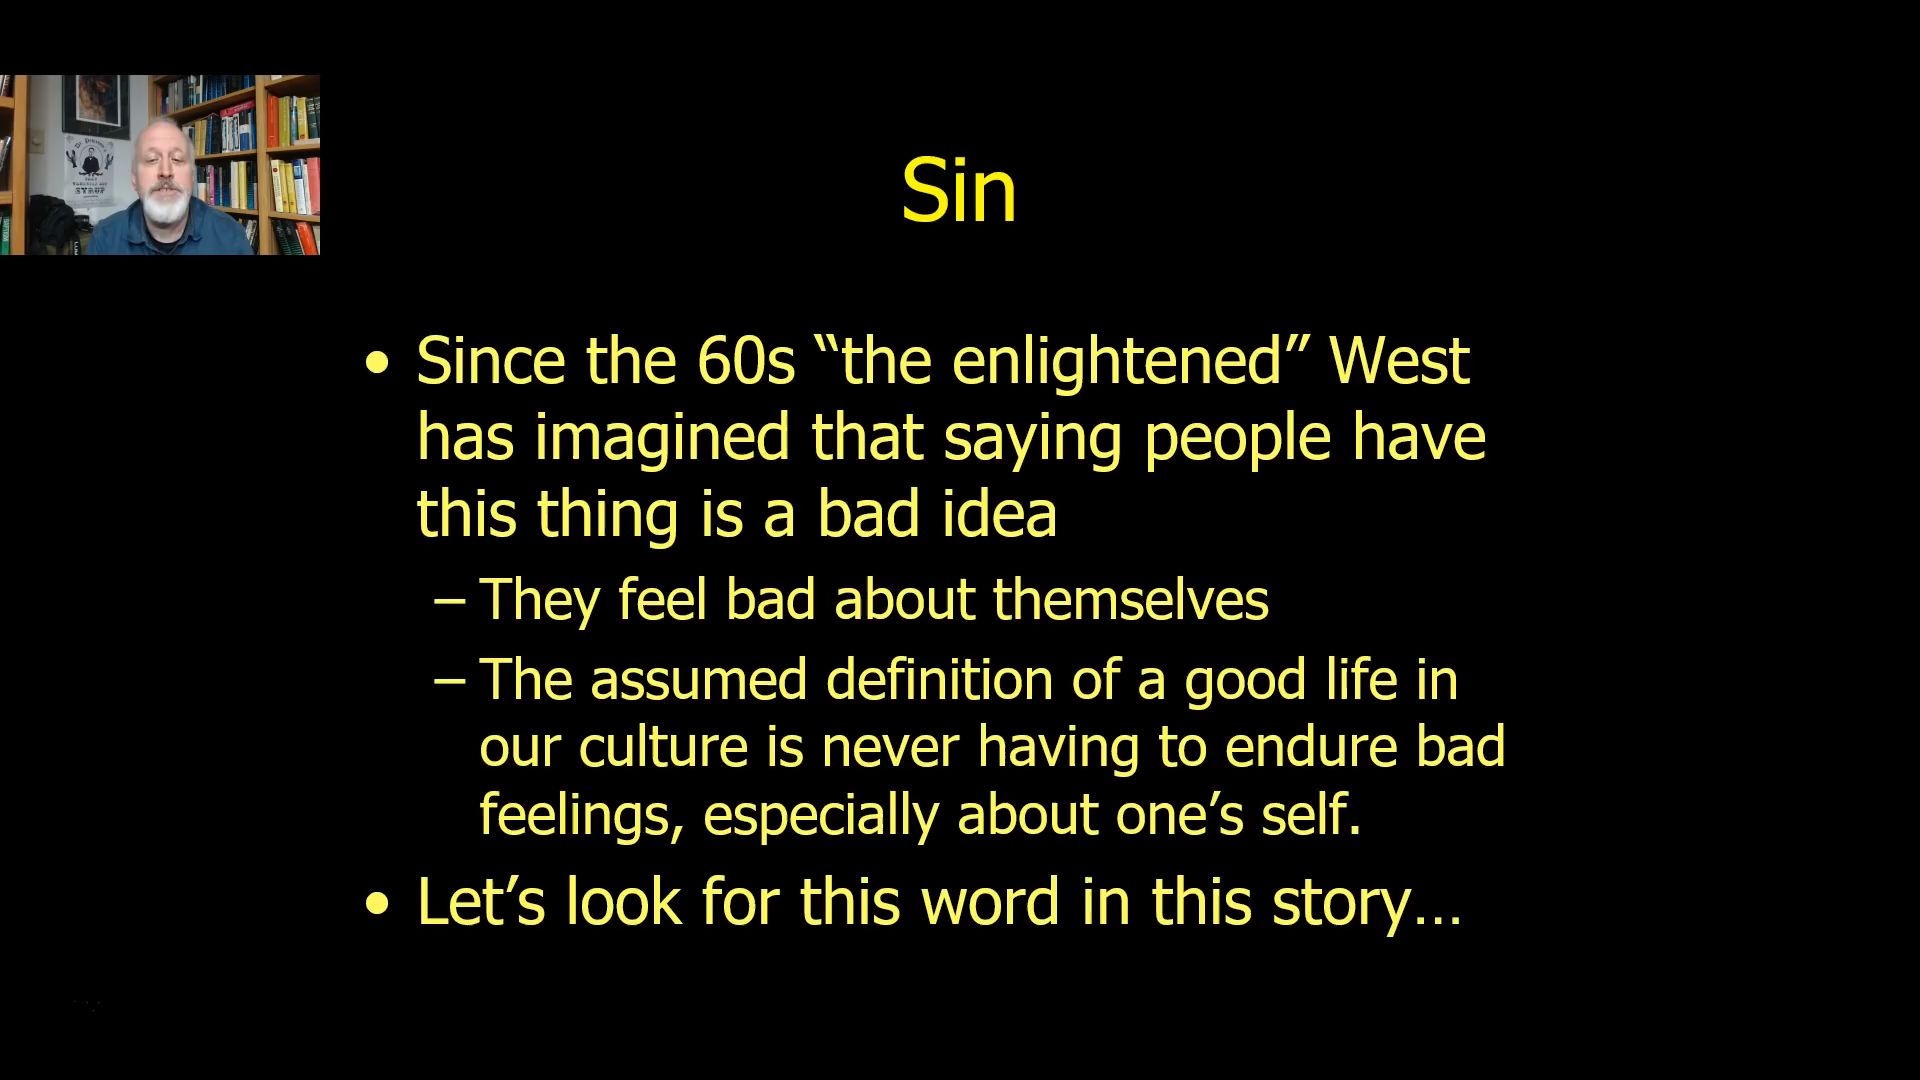 Sin
• Since the 60s “the enlightened” West
has imagined that saying people have
this thing is a bad idea
– They feel bad about themselves
– The assumed definition of a good life in
our culture is never having to endure bad
feelings, especially about one’s self.
• Let’s look for this word in this story…